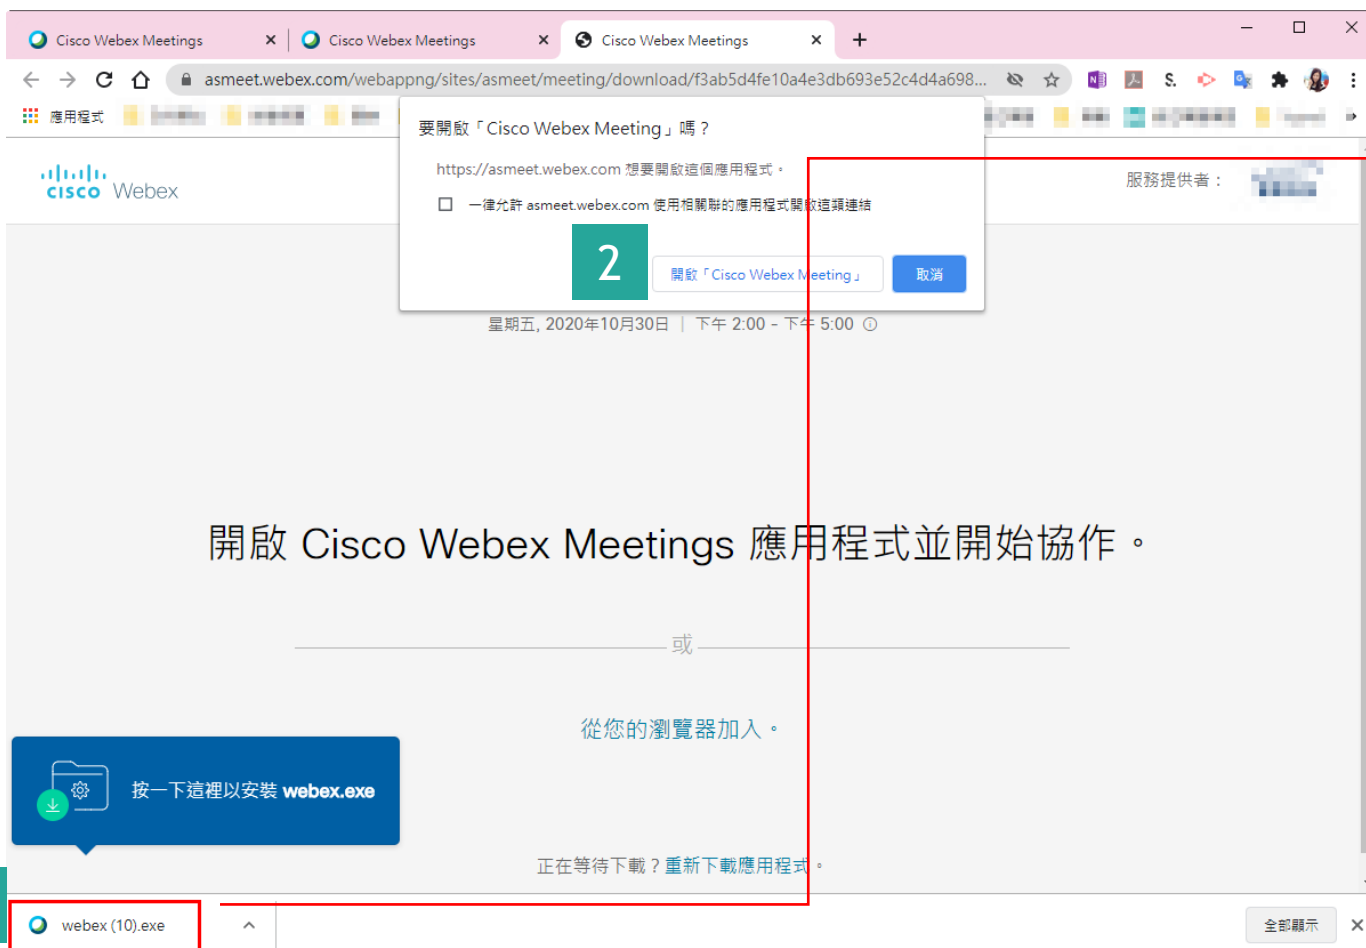 Cisco Webex Meetings
Cisco Webex Meetings
Cisco Webex Meetings
asmeet.webex.com/webappng/sites/asmeet/meeting/download/f3ab5d4fe10a4e3db693e52c4d4a698...
應用程式
要開啟「Cisco Webex Meeting」嗎？
https://asmeet.webex.com 想要開啟這個應用程式。
一律允許 asmeet.webex.com 使用相關聯的應用程式開啟這類連結
2
開啟「Cisco Webex Meeting」
取消
cisco Webex
服務提供者：
星期五, 2020年10月30日 | 下午 2:00 - 下午 5:00
開啟 Cisco Webex Meetings 應用程式並開始協作。
或
從您的瀏覽器加入。
按一下這裡以安裝 webex.exe
正在等待下載？重新下載應用程式。
webex (10).exe
全部顯示